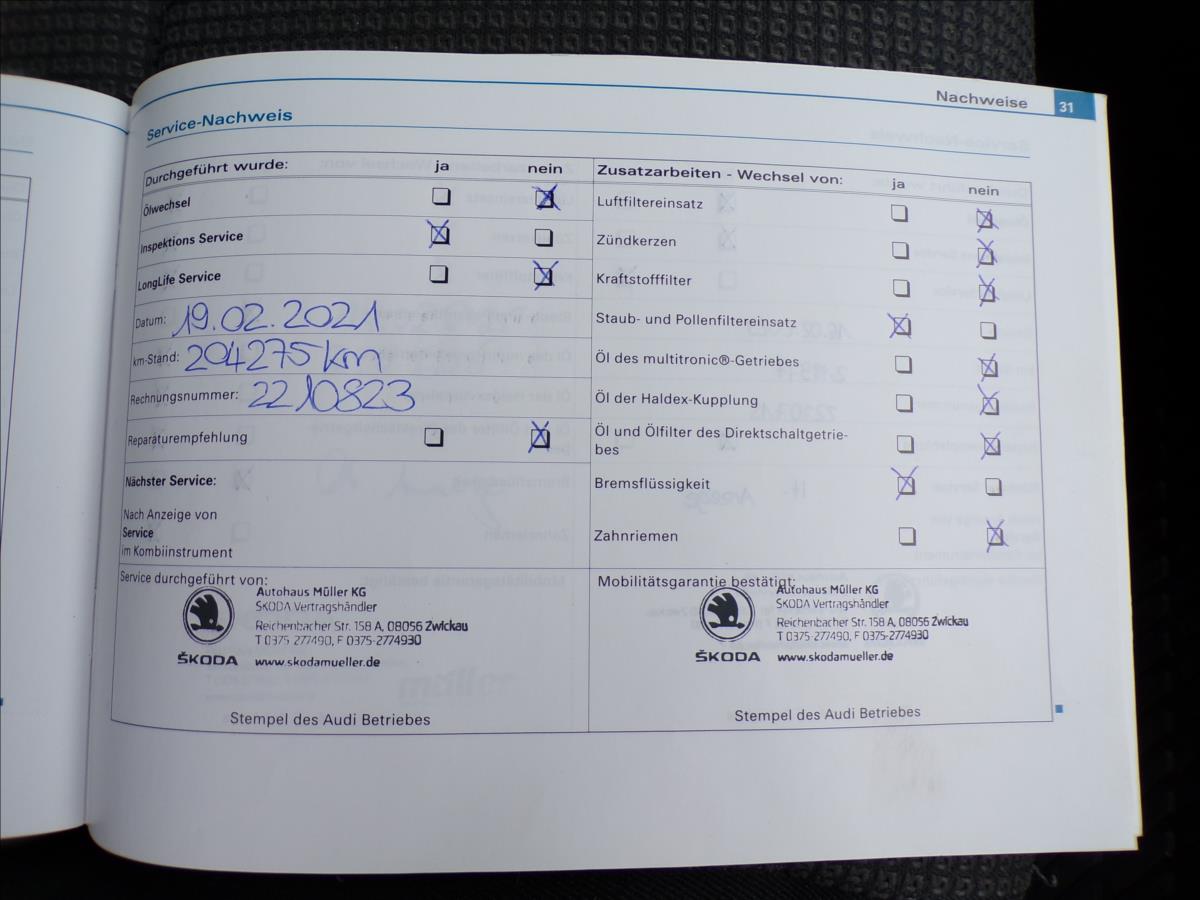 Nachweise 31
Service-Nachweis
Durchgeführt wurde: ja nein
Ölwechsel
Inspektions Service
LongLife Service
Datum: 19.02.2021
km-Stand: 204275 km
Rechnungsnummer: 2210823
Reparaturempfehlung
Nächster Service:
Nach Anzeige von
Service
im Kombiinstrument
Service durchgeführt von:
Autohaus Müller KG
SKODA Vertragshändler
Reichenbacher Str. 158 A, 08056 Zwickau
T 0375-277490, F 0375-2774930
ŠKODA www.skodamueller.de
Stempel des Audi Betriebes
Zusatzarbeiten - Wechsel von: ja nein
Luftfiltereinsatz
Zündkerzen
Kraftstofffilter
Staub- und Pollenfiltereinsatz
Öl des multitronic®-Getriebes
Öl der Haldex-Kupplung
Öl und Ölfilter des Direktschaltgetrie-
bes
Bremsflüssigkeit
Zahnriemen
Mobilitätsgarantie bestätigt:
Autohaus Müller KG
SKODA Vertragshändler
Reichenbacher Str. 158 A, 08056 Zwickau
T 0375-277490, F 0375-2774930
ŠKODA www.skodamueller.de
Stempel des Audi Betriebes